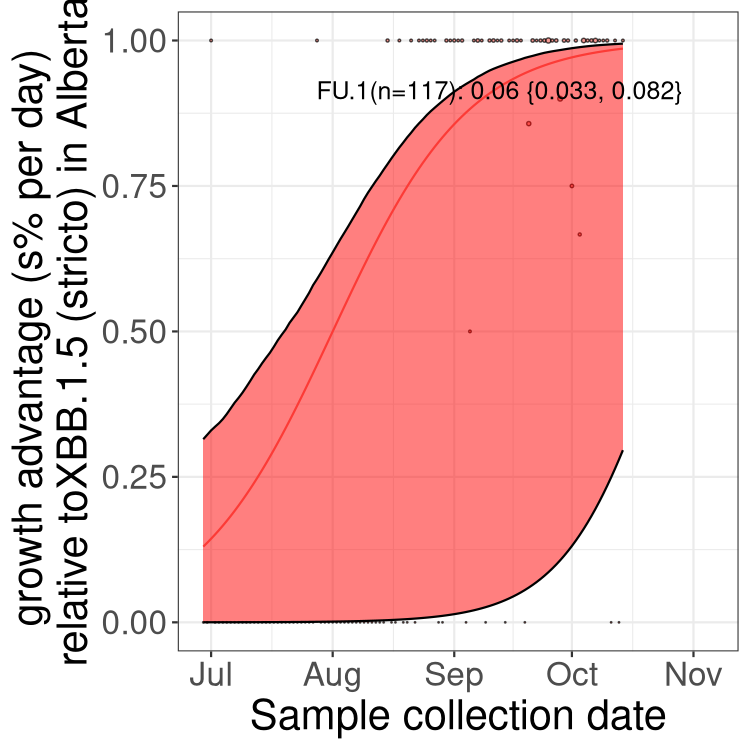 growth advantage (s% per day)
relative toXBB.1.5 (stricto) in Alberta
1.00
0.75
0.50
0.25
0.00
FU.1(n=117): 0.06 {0.033, 0.082}
Jul Aug Sep Oct Nov
Sample collection date